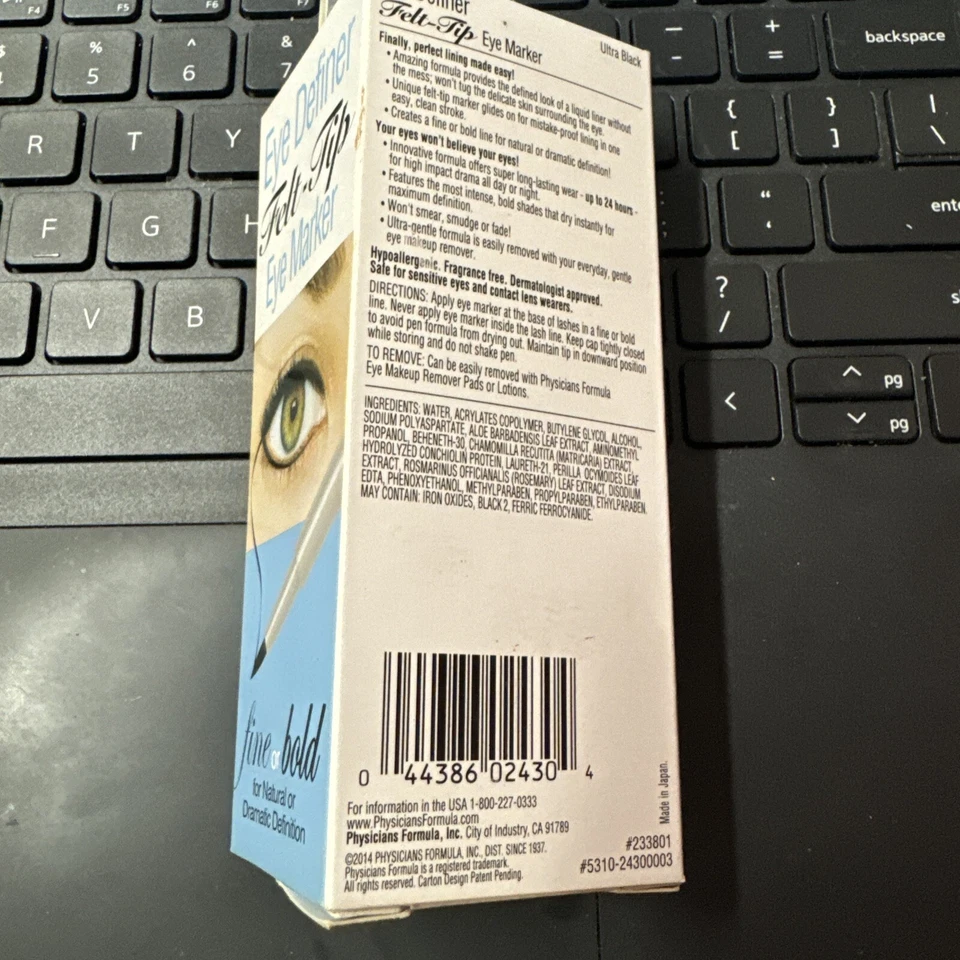 Felt-Tip Eye Marker
Ultra Black
Finally, perfect lining made easy!
• Amazing formula provides the defined look of a liquid liner without
the mess; won't tug the delicate skin surrounding the eye.
• Unique felt-tip marker glides on for mistake-proof lining in one
easy, clean stroke.
• Creates a fine or bold line for natural or dramatic definition!
Your eyes won't believe your eyes!
• Innovative formula offers super long-lasting wear - up to 24 hours -
for high impact drama all day or night.
• Features the most intense, bold shades that dry instantly for
maximum definition.
• Won't smear, smudge or fade!
• Ultra-gentle formula is easily removed with your everyday, gentle
eye makeup remover.
Hypoallergenic. Fragrance free. Dermatologist approved.
Safe for sensitive eyes and contact lens wearers.
DIRECTIONS: Apply eye marker at the base of lashes in a fine or bold
line. Never apply eye marker inside the lash line. Keep cap tightly closed
to avoid pen formula from drying out. Maintain tip in downward position
while storing and do not shake pen.
TO REMOVE: Can be easily removed with Physicians Formula
Eye Makeup Remover Pads or Lotions.
INGREDIENTS: WATER, ACRYLATES COPOLYMER, BUTYLENE GLYCOL, ALCOHOL,
SODIUM POLYASPARTATE, ALOE BARBADENSIS LEAF EXTRACT, AMINOMETHYL
PROPANOL, BEHENETH-30, CHAMOMILLA RECUTITA (MATRICARIA) EXTRACT,
HYDROLYZED CONCHIOLIN PROTEIN, LAURETH-21, PERILLA OCYMOIDES LEAF
EXTRACT, ROSMARINUS OFFICIANALIS (ROSEMARY) LEAF EXTRACT, DISODIUM
EDTA, PHENOXYETHANOL, METHYLPARABEN, PROPYLPARABEN, ETHYLPARABEN.
MAY CONTAIN: IRON OXIDES, BLACK 2, FERRIC FERROCYANIDE.
0 44386 02430 4
Made in Japan.
For information in the USA 1-800-227-0333
www.PhysiciansFormula.com
Physicians Formula, Inc. City of Industry, CA 91789
©2014 PHYSICIANS FORMULA, INC., DIST. SINCE 1937.
Physicians Formula is a registered trademark.
All rights reserved. Carton Design Patent Pending.
#233801
#5310-24300003
Eye Definer
Felt-Tip
Eye Marker
fine or bold
for Natural or
Dramatic Definition
F4 F5 F6
% 5 ^ 6 & 7
— - + = backspace
R T Y
{ [ } ] | \
F G H
“ ‘ ente
V B
? / s
< ^ pg
pg